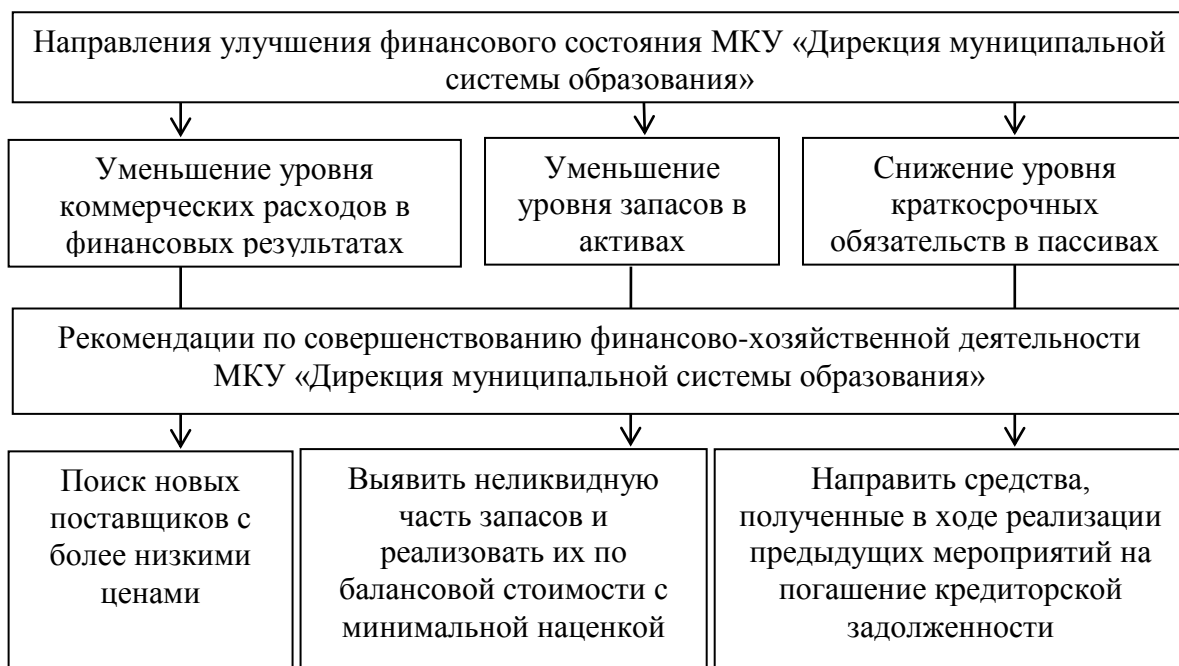 Направления улучшения финансового состояния МКУ «Дирекция муниципальной
системы образования»
Уменьшение уровня
коммерческих расходов в
финансовых результатах
Уменьшение
уровня запасов в
активах
Снижение уровня
краткосрочных
обязательств в пассивах
Рекомендации по совершенствованию финансово-хозяйственной деятельности
МКУ «Дирекция муниципальной системы образования»
Поиск новых
поставщиков с
более низкими
ценами
Выявить неликвидную
часть запасов и
реализовать их по
балансовой стоимости с
минимальной наценкой
Направить средства,
полученные в ходе реализации
предыдущих мероприятий на
погашение кредиторской
задолженности